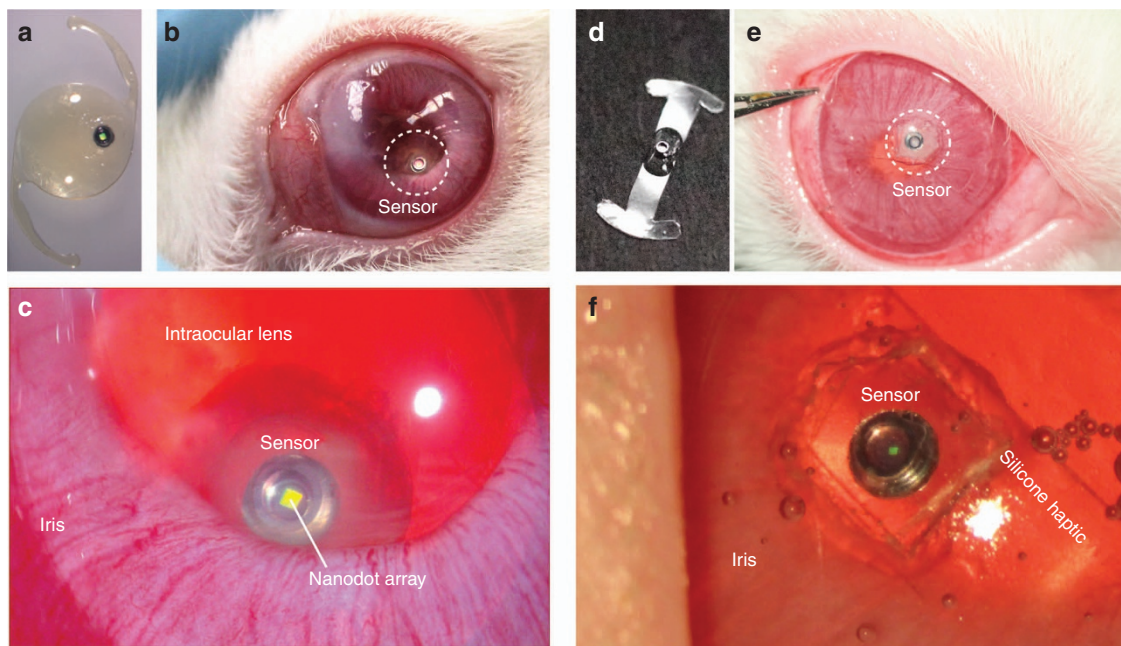 a
b
Sensor
c
Intraocular lens
Sensor
Iris
Nanodot array
d
e
Sensor
f
Sensor
Silicone haptic
Iris